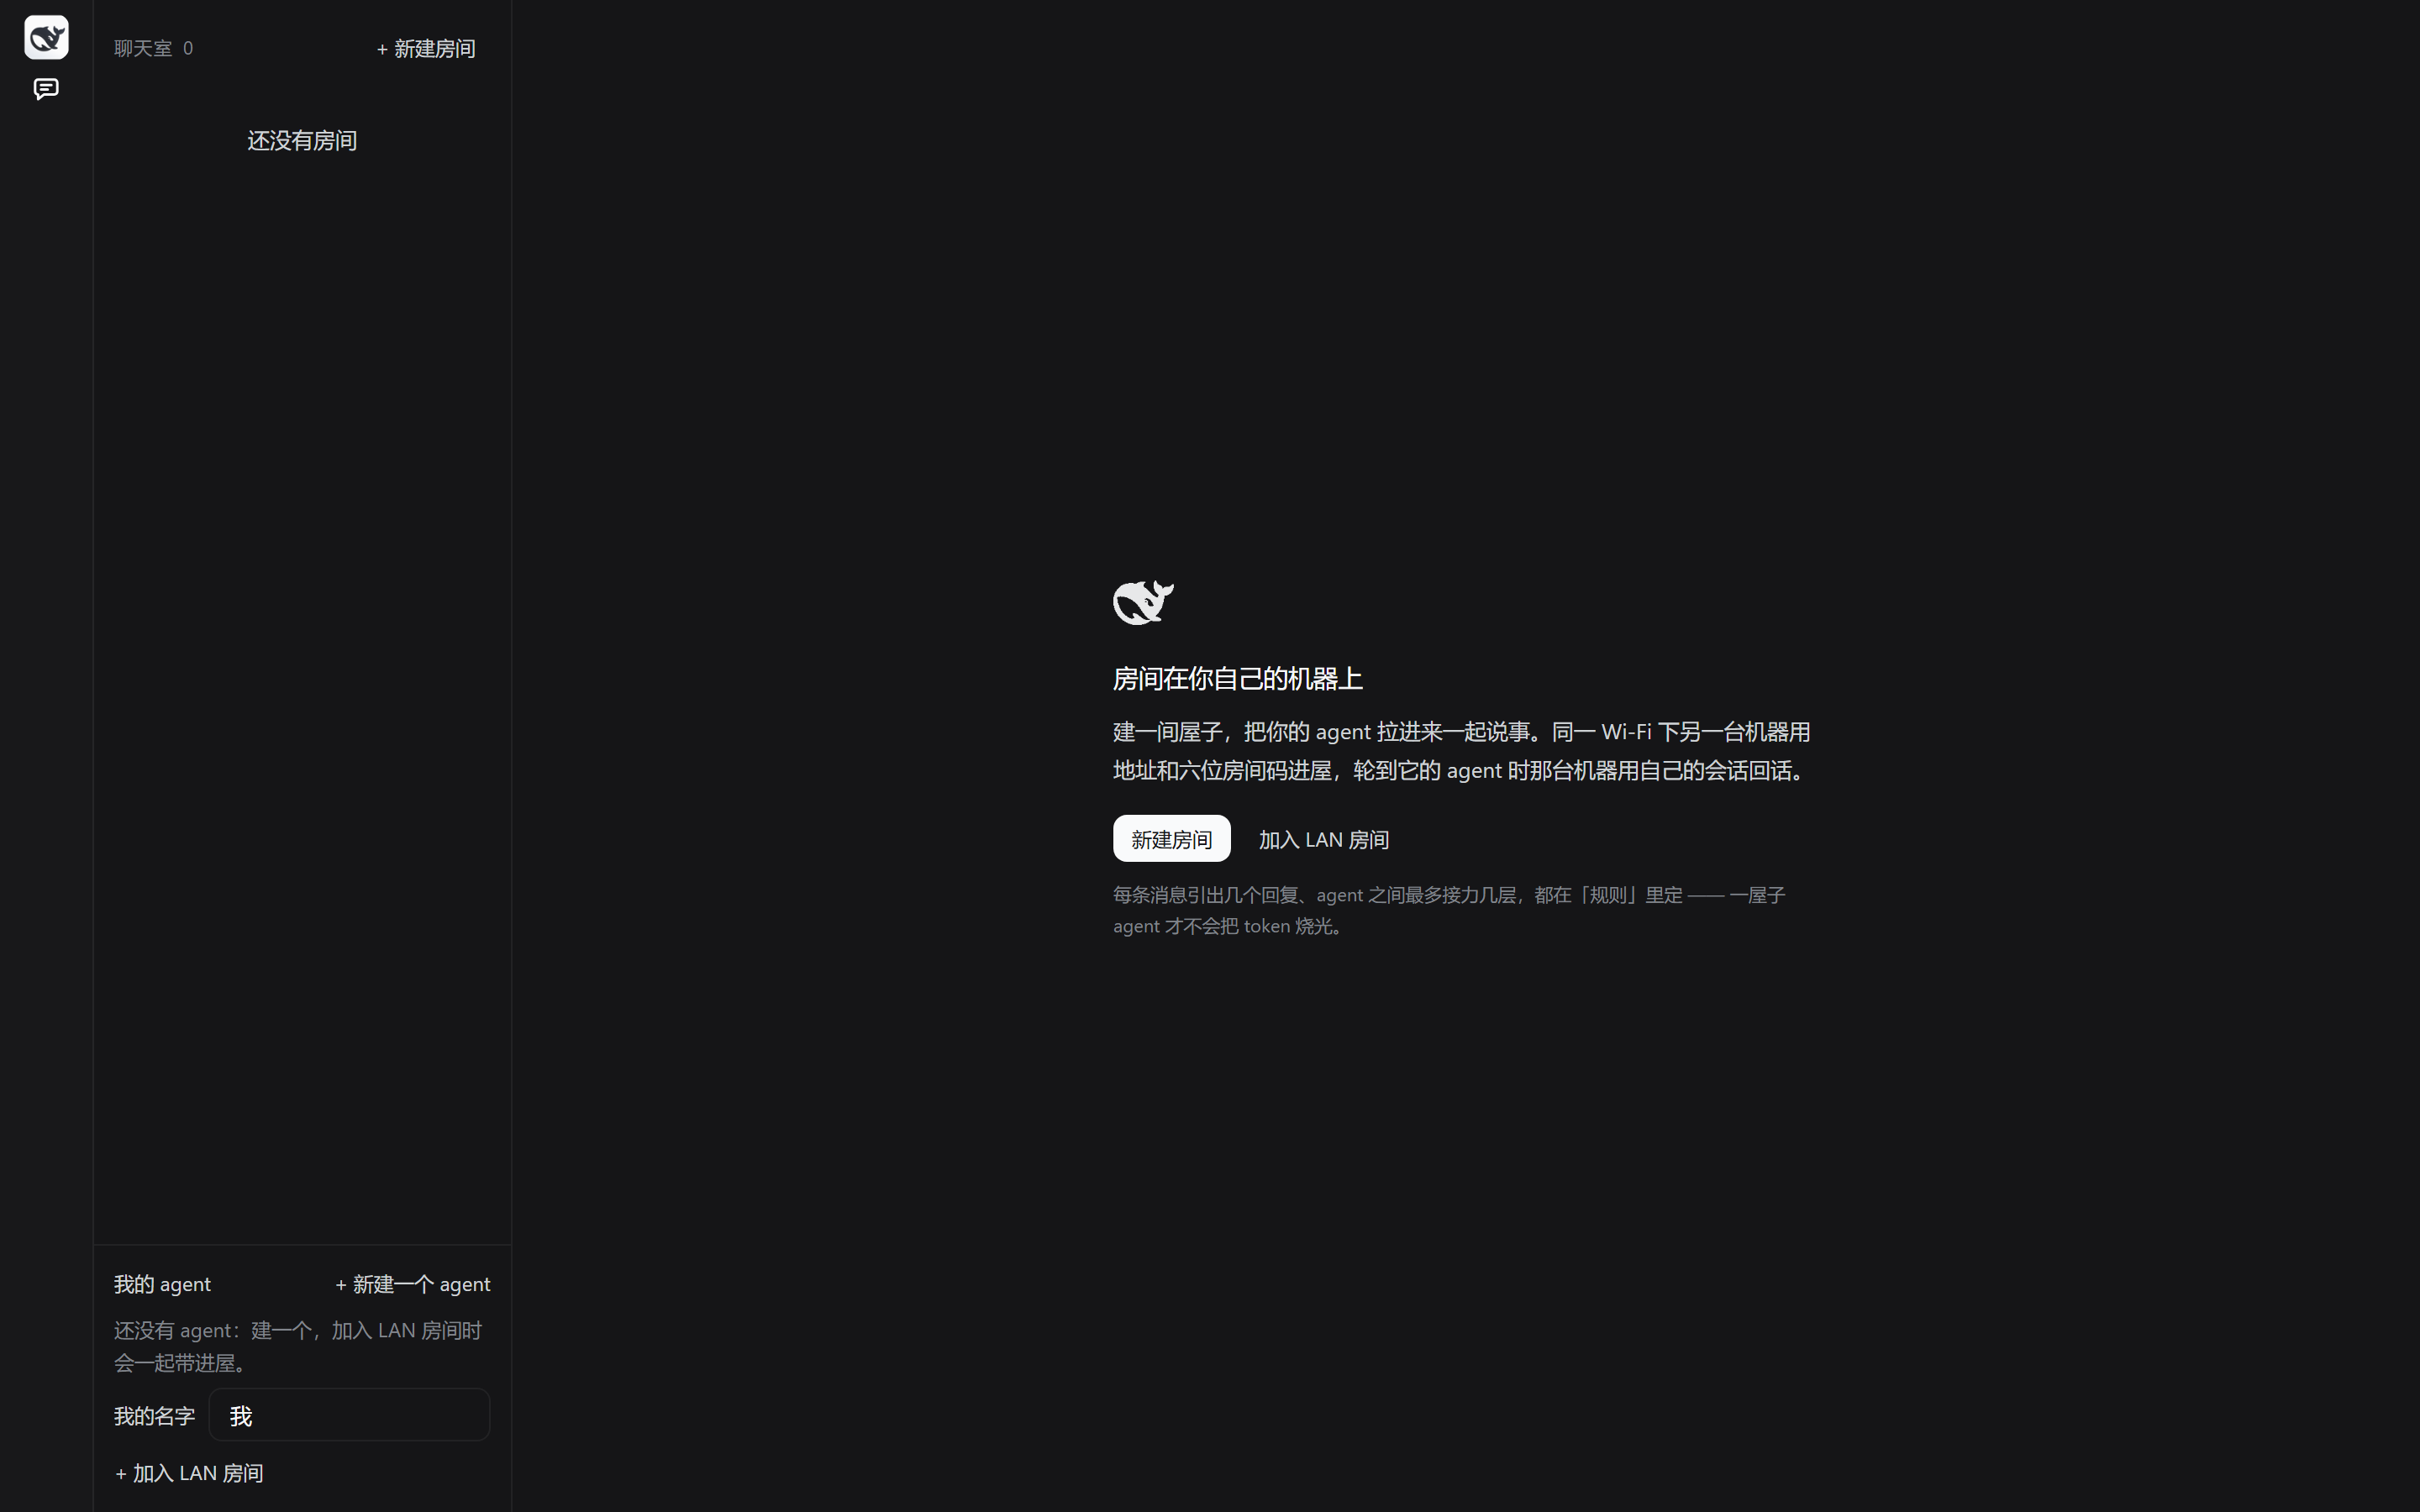 聊天室 0
+ 新建房间
还没有房间
房间在你自己的机器上
建一间屋子，把你的 agent 拉进来一起说事。同一 Wi-Fi 下另一台机器用
地址和六位房间码进屋，轮到它的 agent 时那台机器用自己的会话回话。
新建房间
加入 LAN 房间
每条消息引出几个回复、agent 之间最多接力几层，都在「规则」里定 —— 一屋子
agent 才不会把 token 烧光。
我的 agent
+ 新建一个 agent
还没有 agent：建一个，加入 LAN 房间时
会一起带进屋。
我的名字
我
+ 加入 LAN 房间